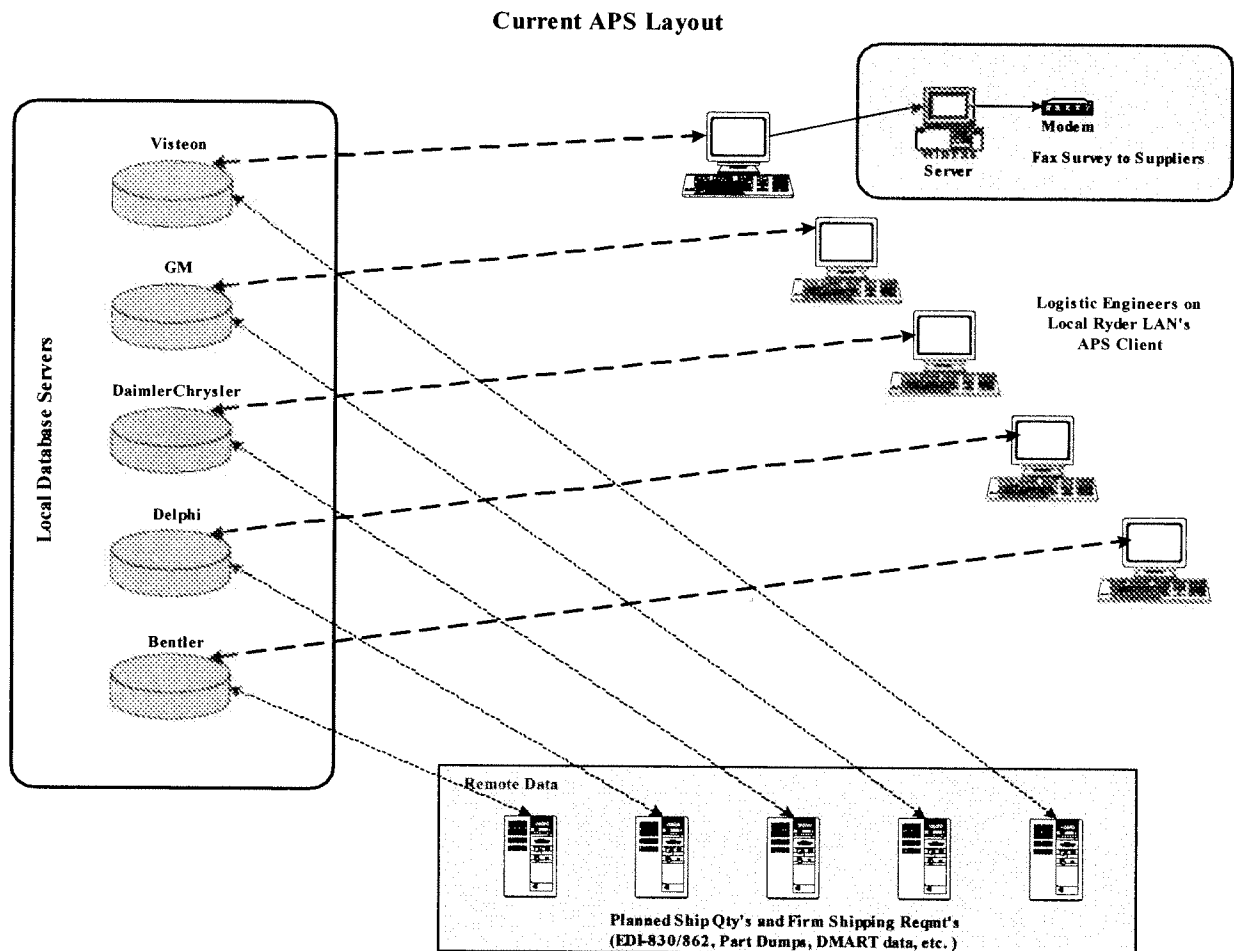 Current APS Layout
Local Database Servers
Visteon
GM
DaimlerChrysler
Delphi
Bentler
Server
Modem
Fax Survey to Suppliers
Logistic Engineers on
Local Ryder LAN's
APS Client
Remote Data
Planned Ship Qty's and Firm Shipping Reqmt's
(EDI-830/862, Part Dumps, DMART data, etc. )